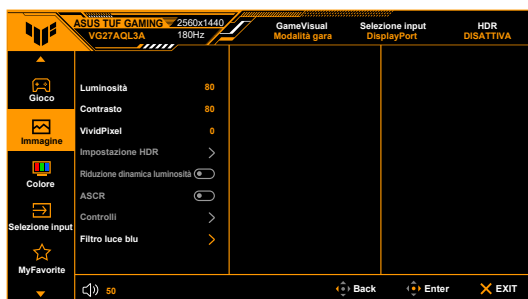 ASUS TUF GAMING 2560x1440
VG27AQL3A 180Hz
GameVisual
Modalità gara
Selezione input
DisplayPort
HDR
DISATTIVA
Gioco
Immagine
Colore
Selezione input
MyFavorite
Luminosità 80
Contrasto 80
VividPixel 0
Impostazione HDR
Riduzione dinamica luminosità
ASCR
Controlli
Filtro luce blu
50
Back
Enter
EXIT